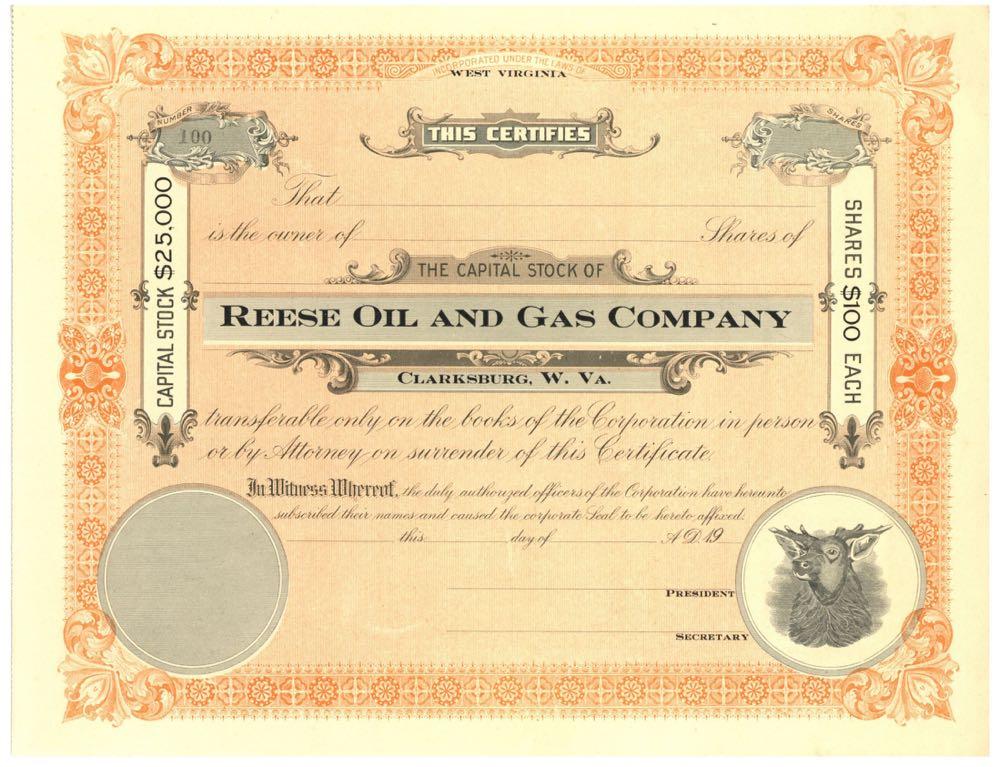 INCORPORATED UNDER THE LAWS OF
WEST VIRGINIA
NUMBER
100
THIS CERTIFIES
SHARES
That
is the owner of Shares of
CAPITAL STOCK $25,000
THE CAPITAL STOCK OF
SHARES $100 EACH
REESE OIL AND GAS COMPANY
CLARKSBURG, W. VA.
transferable only on the books of the Corporation in person
or by Attorney on surrender of this Certificate.
In Witness Whereof, the duly authorized officers of the Corporation have hereunto
subscribed their names and caused the corporate Seal to be hereto affixed.
this day of A.D. 19
PRESIDENT
SECRETARY